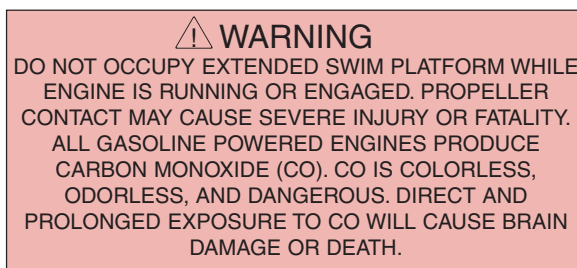 WARNING
DO NOT OCCUPY EXTENDED SWIM PLATFORM WHILE
ENGINE IS RUNNING OR ENGAGED. PROPELLER
CONTACT MAY CAUSE SEVERE INJURY OR FATALITY.
ALL GASOLINE POWERED ENGINES PRODUCE
CARBON MONOXIDE (CO). CO IS COLORLESS,
ODORLESS, AND DANGEROUS. DIRECT AND
PROLONGED EXPOSURE TO CO WILL CAUSE BRAIN
DAMAGE OR DEATH.